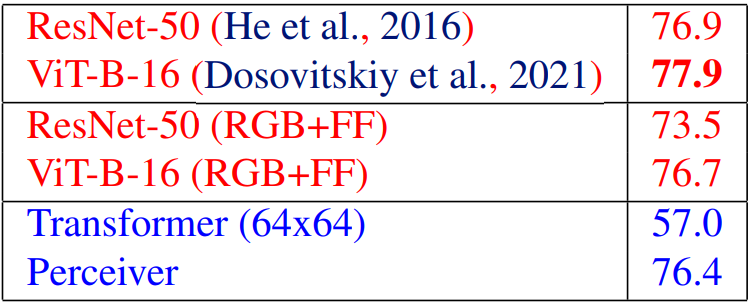 ResNet-50 (He et al., 2016) 76.9
ViT-B-16 (Dosovitskiy et al., 2021) 77.9
ResNet-50 (RGB+FF) 73.5
ViT-B-16 (RGB+FF) 76.7
Transformer (64x64) 57.0
Perceiver 76.4